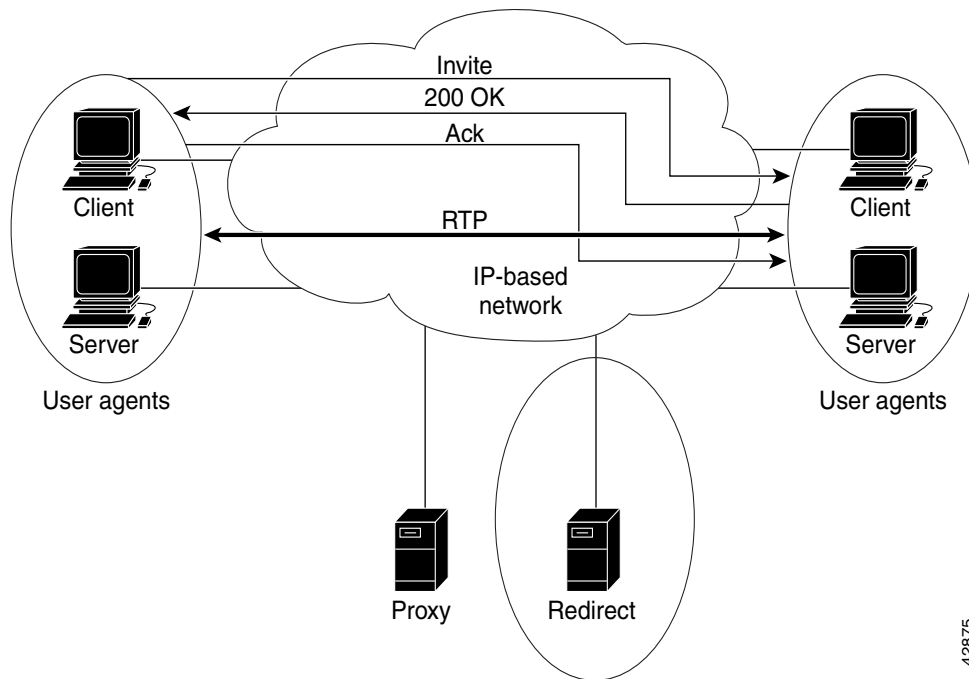 Invite
200 OK
Ack
Client
Client
RTP
IP-based
network
Server
Server
User agents
User agents
Proxy
Redirect
42875